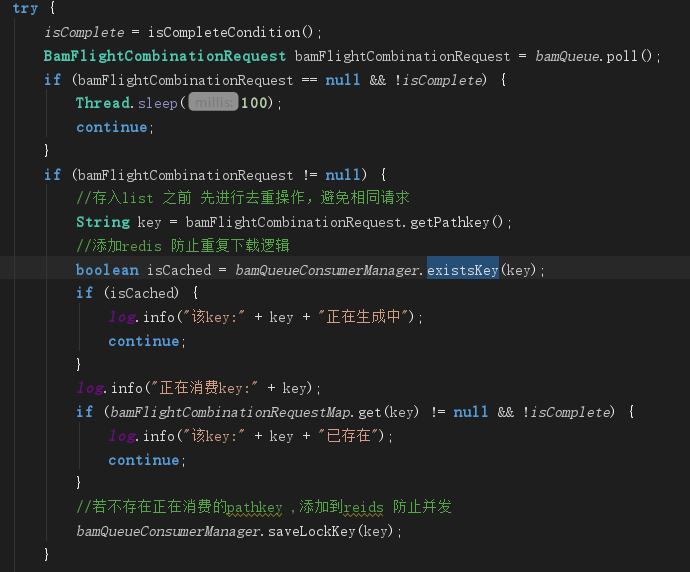 try {
isComplete = isCompleteCondition();
BamFlightCombinationRequest bamFlightCombinationRequest = bamQueue.poll();
if (bamFlightCombinationRequest == null && !isComplete) {
Thread.sleep( millis: 100);
continue;
}
if (bamFlightCombinationRequest != null) {
//存入list 之前 先进行去重操作，避免相同请求
String key = bamFlightCombinationRequest.getPathkey();
//添加redis 防止重复下载逻辑
boolean isCached = bamQueueConsumerManager.existsKey(key);
if (isCached) {
log.info("该key:" + key + "正在生成中");
continue;
}
log.info("正在消费key:" + key);
if (bamFlightCombinationRequestMap.get(key) != null && !isComplete) {
log.info("该key:" + key + "已存在");
continue;
}
//若不存在正在消费的pathkey ,添加到reids 防止并发
bamQueueConsumerManager.saveLockKey(key);
}